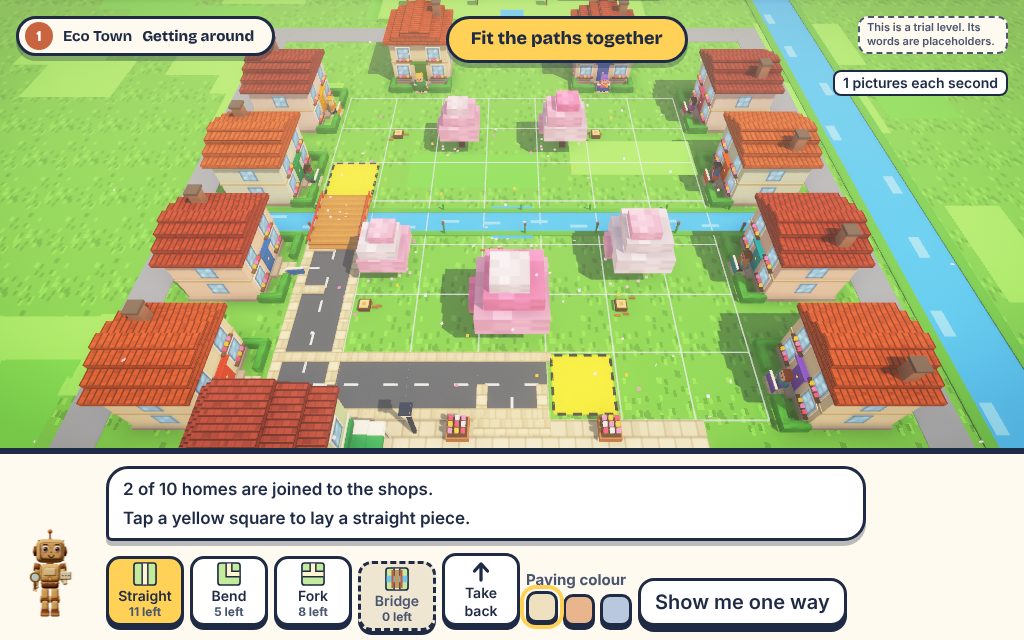 1 Eco Town Getting around
Fit the paths together
This is a trial level. Its
words are placeholders.
1 pictures each second
2 of 10 homes are joined to the shops.
Tap a yellow square to lay a straight piece.
Straight
11 left
Bend
5 left
Fork
8 left
Bridge
0 left
Take
back
Paving colour
Show me one way